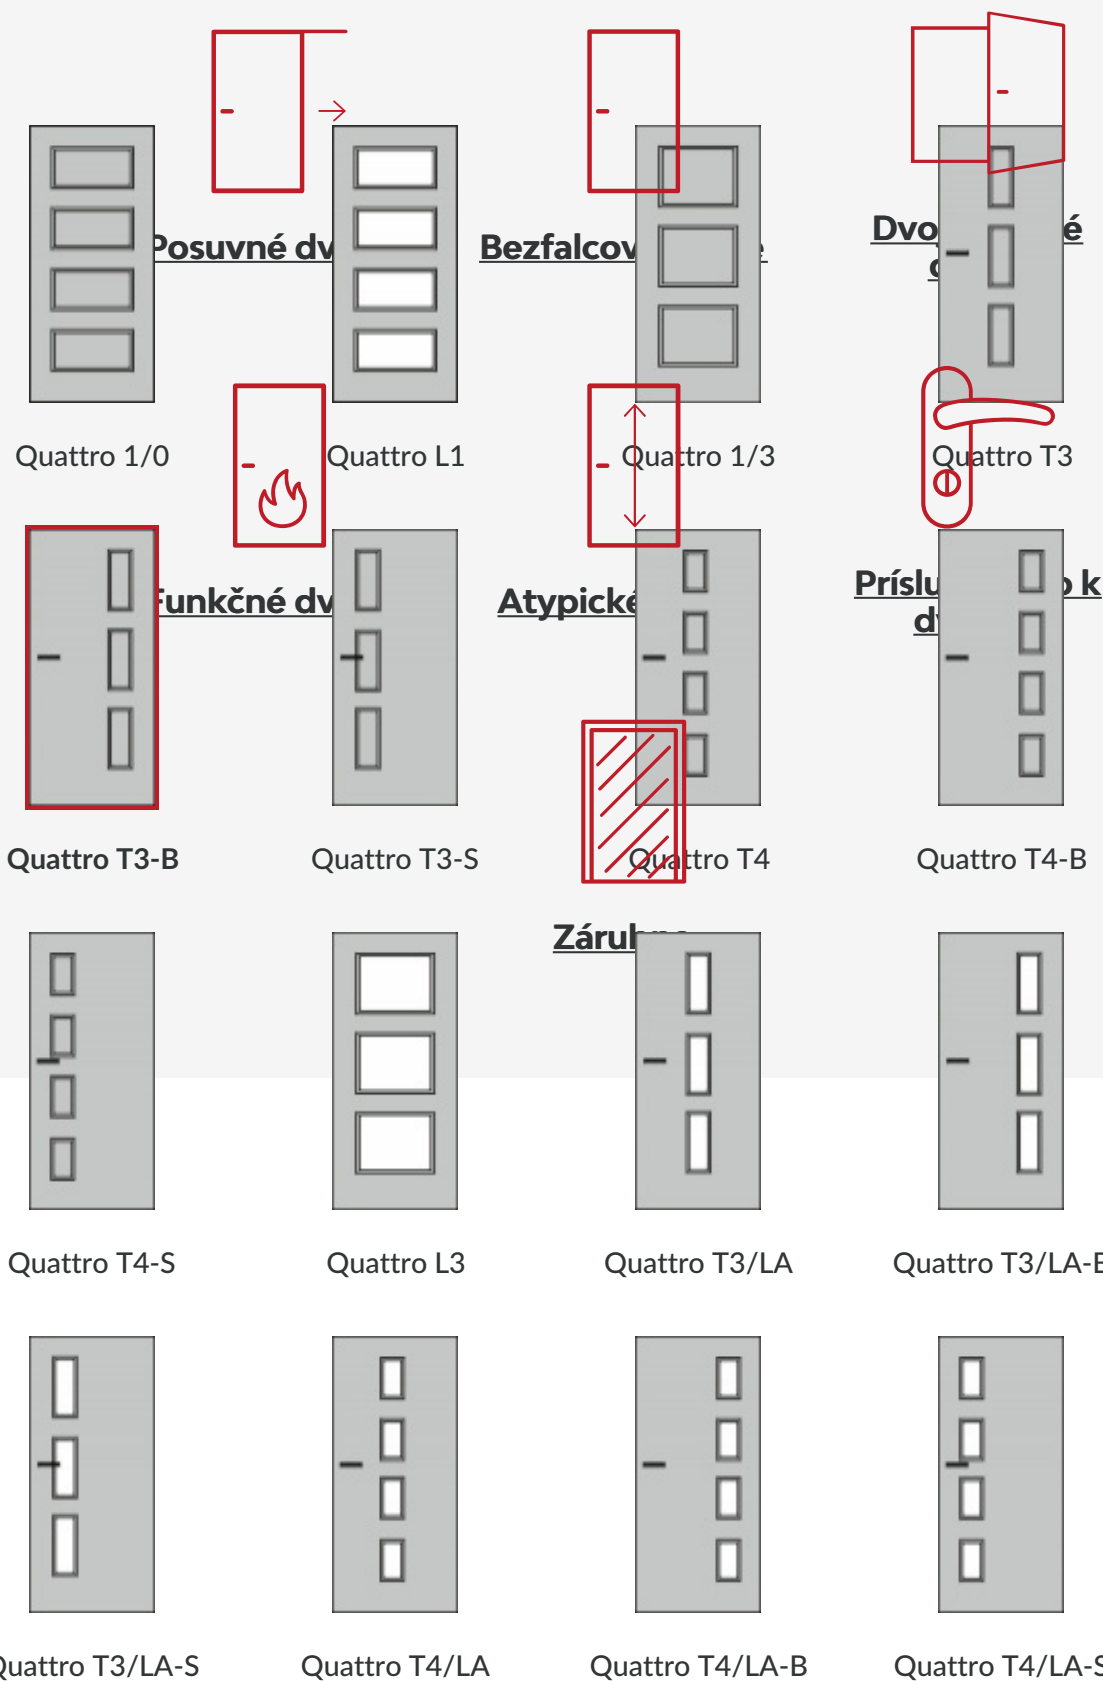 Posuvné dv
Bezfalcov
Dvo é
Quattro 1/0
Quattro L1
Quattro 1/3
Quattro T3
Funkčné dv
Atypické
Príslu o k
Quattro T3-B
Quattro T3-S
Quattro T4
Quattro T4-B
Quattro T4-S
Quattro L3
Quattro T3/LA
Quattro T3/LA-B
Quattro T3/LA-S
Quattro T4/LA
Quattro T4/LA-B
Quattro T4/LA-S